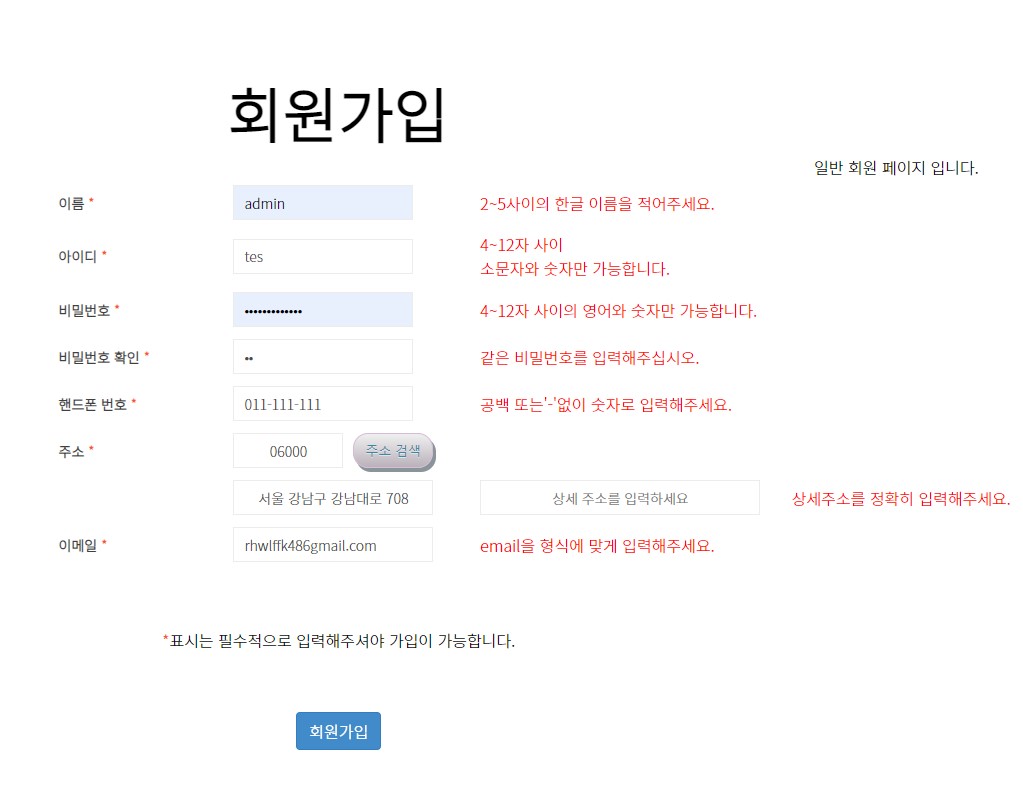 회원가입
일반 회원 페이지 입니다.
이름 * admin 2~5사이의 한글 이름을 적어주세요.
아이디 * tes 4~12자 사이
소문자와 숫자만 가능합니다.
비밀번호 * ••••••••••••• 4~12자 사이의 영어와 숫자만 가능합니다.
비밀번호 확인 * •• 같은 비밀번호를 입력해주십시오.
핸드폰 번호 * 011-111-111 공백 또는'-'없이 숫자로 입력해주세요.
주소 * 06000 주소 검색
서울 강남구 강남대로 708 상세 주소를 입력하세요 상세주소를 정확히 입력해주세요.
이메일 * rhwlffk486gmail.com email을 형식에 맞게 입력해주세요.
*표시는 필수적으로 입력해주셔야 가입이 가능합니다.
회원가입